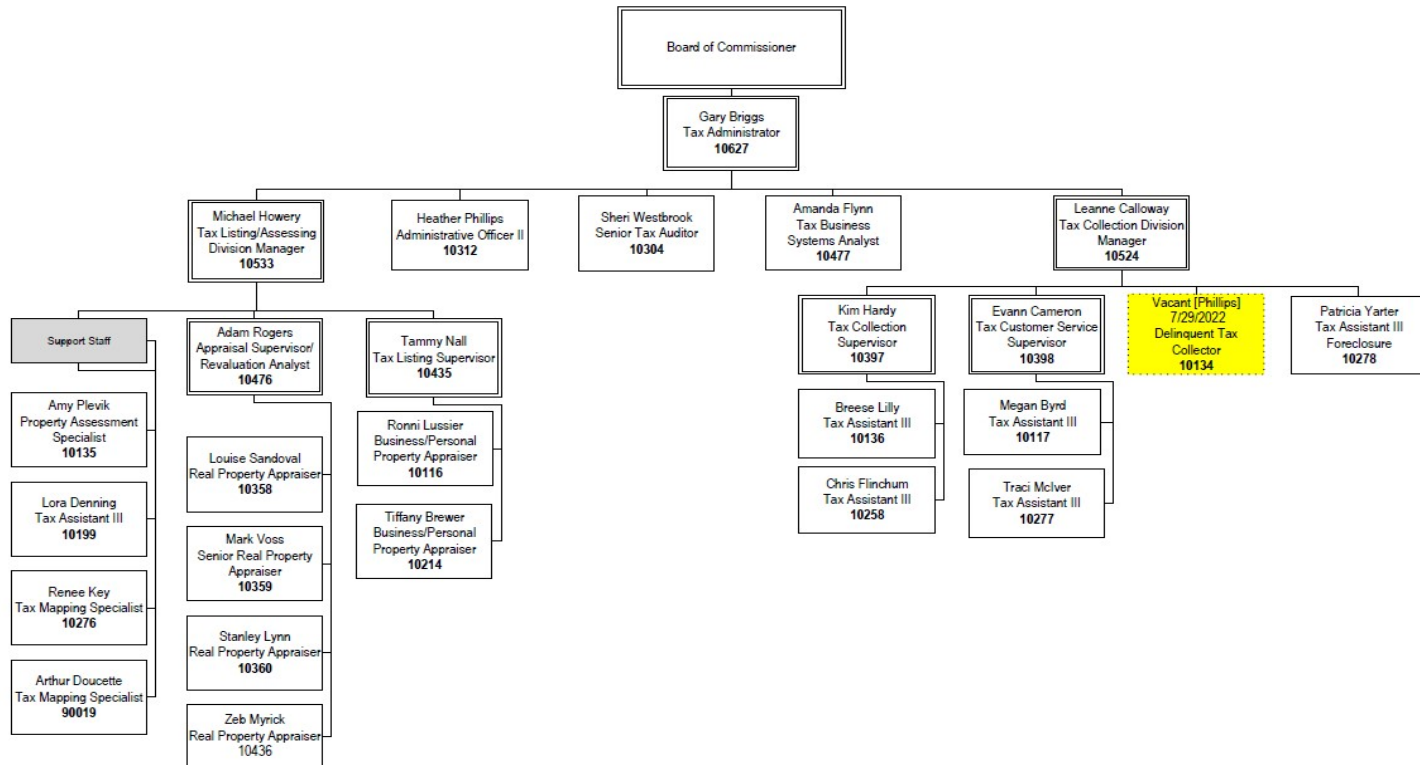 Board of Commissioner
Gary Briggs
Tax Administrator
10627
Michael Howery
Tax Listing/Assessing
Division Manager
10533
Heather Phillips
Administrative Officer II
10312
Sheri Westbrook
Senior Tax Auditor
10304
Amanda Flynn
Tax Business
Systems Analyst
10477
Leanne Calloway
Tax Collection Division
Manager
10524
Support Staff
Adam Rogers
Appraisal Supervisor/
Revaluation Analyst
10476
Tammy Nall
Tax Listing Supervisor
10435
Kim Hardy
Tax Collection
Supervisor
10397
Evann Cameron
Tax Customer Service
Supervisor
10398
Vacant [Phillips]
7/29/2022
Delinquent Tax
Collector
10134
Patricia Yarter
Tax Assistant III
Foreclosure
10278
Amy Plevik
Property Assessment
Specialist
10135
Lora Denning
Tax Assistant III
10199
Renee Key
Tax Mapping Specialist
10276
Arthur Doucette
Tax Mapping Specialist
90019
Louise Sandoval
Real Property Appraiser
10358
Mark Voss
Senior Real Property
Appraiser
10359
Stanley Lynn
Real Property Appraiser
10360
Zeb Myrick
Real Property Appraiser
10436
Ronni Lussier
Business/Personal
Property Appraiser
10116
Tiffany Brewer
Business/Personal
Property Appraiser
10214
Breese Lilly
Tax Assistant III
10136
Chris Flinchum
Tax Assistant III
10258
Megan Byrd
Tax Assistant III
10117
Traci McIver
Tax Assistant III
10277